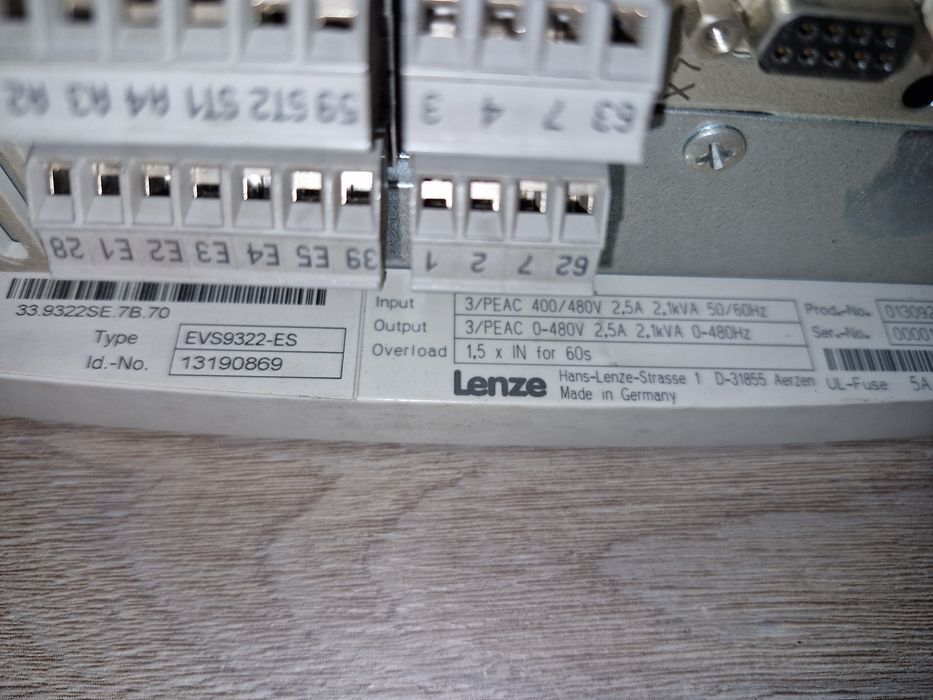 A2 A3 A4 ST1 ST2 59
3 4 7 63
28 E1 E2 E3 E4 E5 39
1 2 7 62
33.9322SE.7B.70
Type EVS9322-ES
Id.-No. 13190869
Input 3/PEAC 400/480V 2,5A 2,1kVA 50/60Hz
Output 3/PEAC 0-480V 2,5A 2,1kVA 0-480Hz
Overload 1,5 x IN for 60s
Lenze Hans-Lenze-Strasse 1 D-31855 Aerzen
Made in Germany
Prod.-No.
Ser.-No.
UL-Fuse 5A